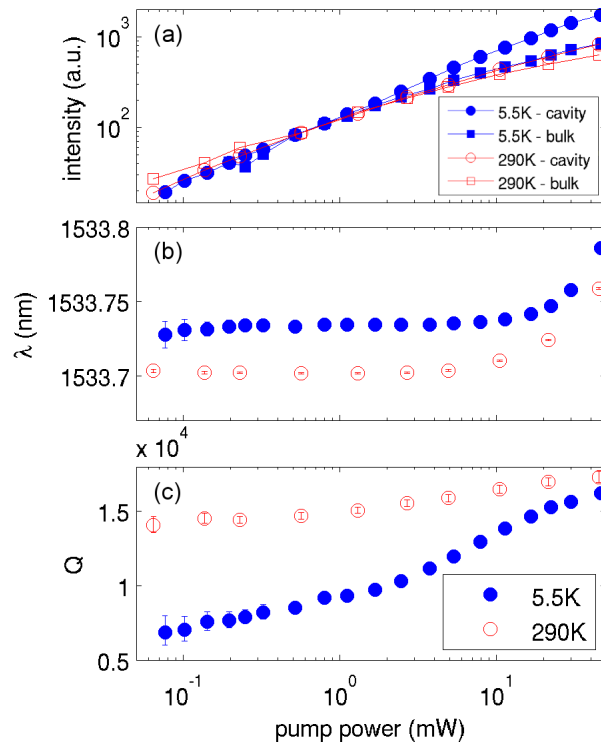 (a)
intensity (a.u.)
10³
10²
5.5K - cavity
5.5K - bulk
290K - cavity
290K - bulk
(b)
λ (nm)
1533.8
1533.75
1533.7
x 10⁴
(c)
Q
1.5
1
0.5
5.5K
290K
10⁻¹
10⁰
10¹
pump power (mW)